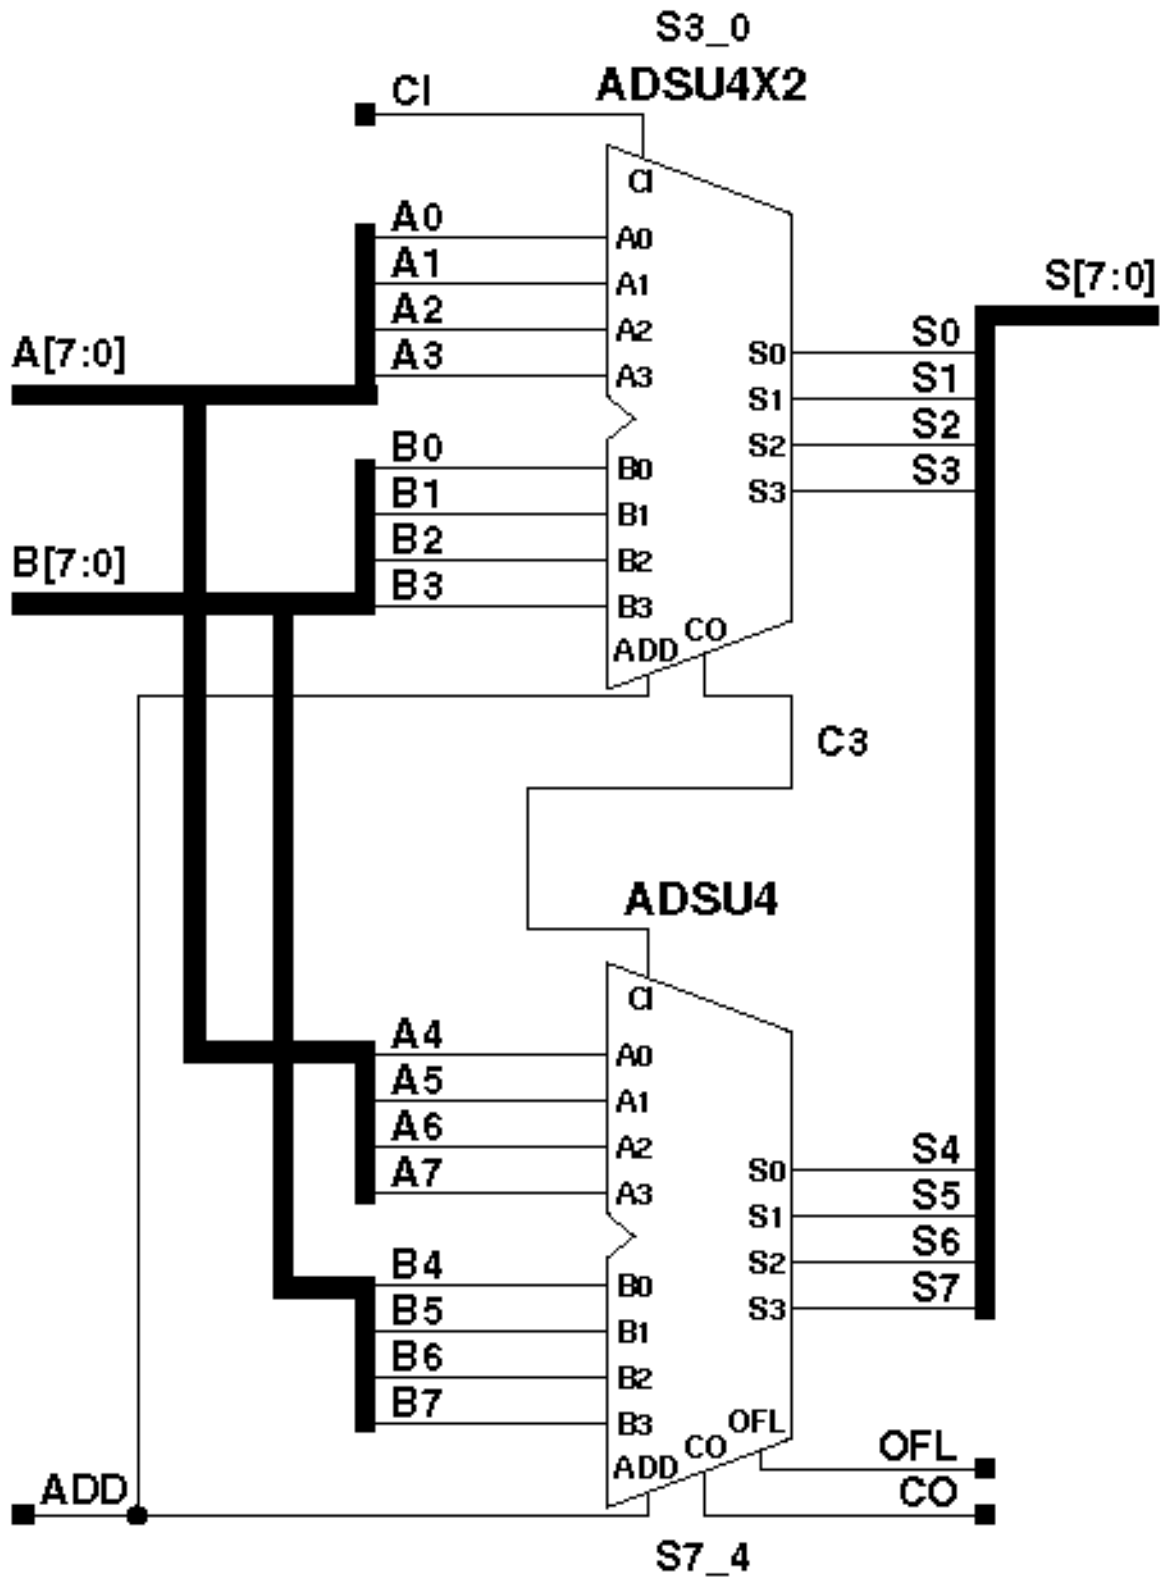 S3_0
ADSU4X2
CI
CI
A0
A0
A1
A1
A2
A2
A3
A3
A[7:0]
S[7:0]
S0
S0
S1
S1
S2
S2
S3
S3
B0
B0
B1
B1
B2
B2
B3
B3
B[7:0]
ADD
CO
C3
ADSU4
CI
A4
A0
A5
A1
A6
A2
A7
A3
S0
S4
S1
S5
S2
S6
S3
S7
B4
B0
B5
B1
B6
B2
B7
B3
ADD
CO
OFL
OFL
CO
ADD
S7_4